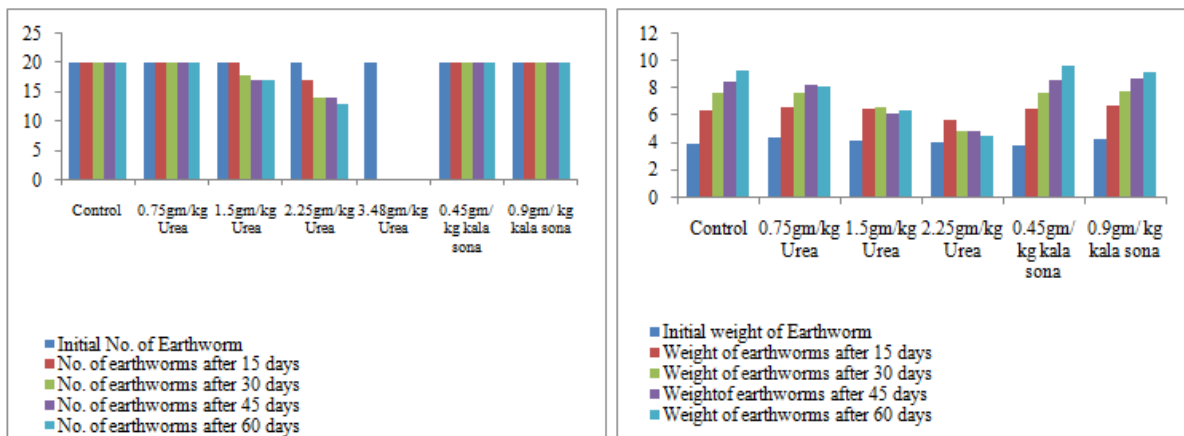 25
20
15
10
5
0
Control
0.75gm/kg
Urea
1.5gm/kg
Urea
2.25gm/kg
Urea
3.48gm/kg
Urea
0.45gm/
kg kala
sona
0.9gm/ kg
kala sona
Initial No. of Earthworm
No. of earthworms after 15 days
No. of earthworms after 30 days
No. of earthworms after 45 days
No. of earthworms after 60 days
12
10
8
6
4
2
0
Control
0.75gm/kg
Urea
1.5gm/kg
Urea
2.25gm/kg
Urea
0.45gm/
kg kala
sona
0.9gm/ kg
kala sona
Initial weight of Earthworm
Weight of earthworms after 15 days
Weight of earthworms after 30 days
Weightof earthworms after 45 days
Weight of earthworms after 60 days